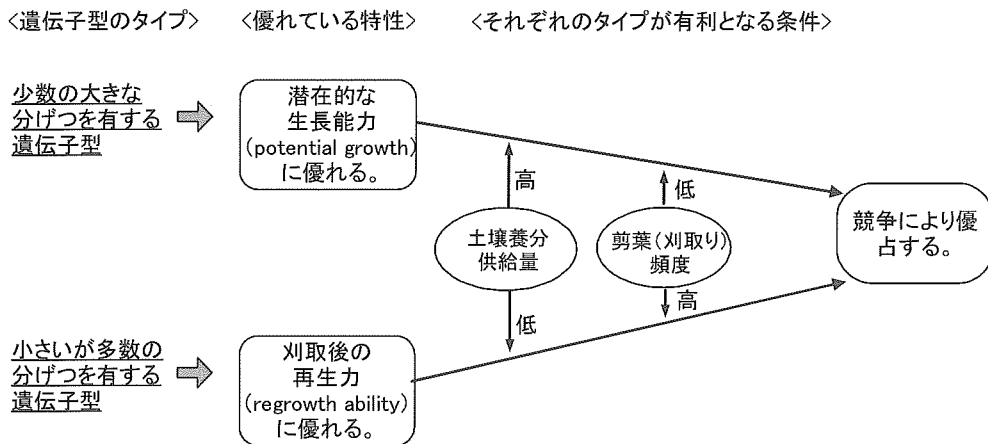 <遺伝子型のタイプ>
<優れている特性>
<それぞれのタイプが有利となる条件>
少数の大きな
分げつを有する
遺伝子型
潜在的な
生長能力
(potential growth)
に優れる。
高
低
土壌養分
供給量
剪葉(刈取り)
頻度
競争により優
占する。
低
高
小さいが多数の
分げつを有する
遺伝子型
刈取後の
再生力
(regrowth ability)
に優れる。